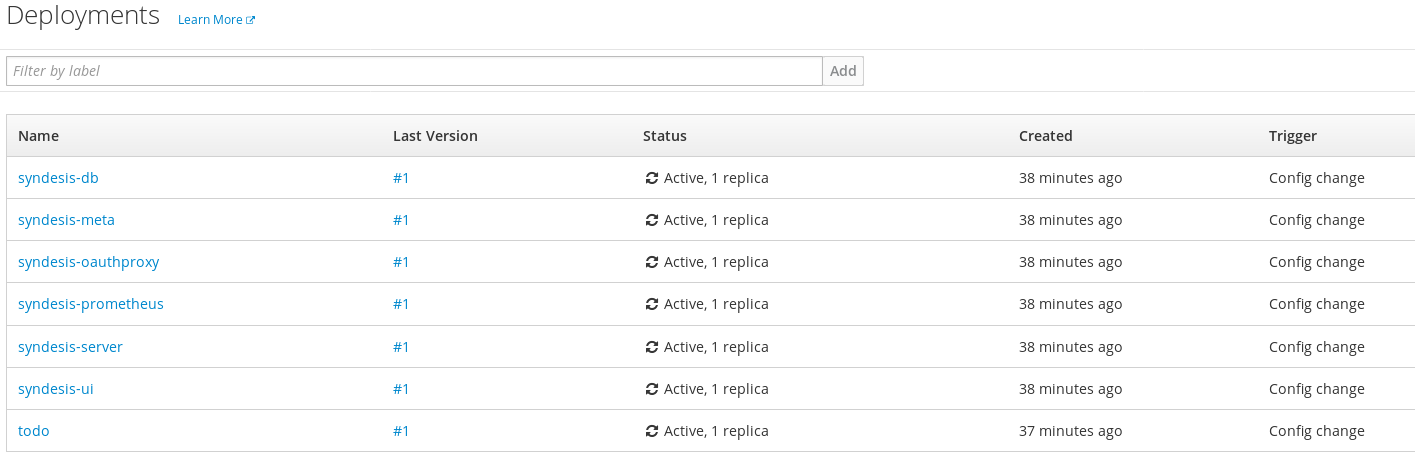 Deployments Learn More
Filter by label Add
Name Last Version Status Created Trigger
syndesis-db #1 Active, 1 replica 38 minutes ago Config change
syndesis-meta #1 Active, 1 replica 38 minutes ago Config change
syndesis-oauthproxy #1 Active, 1 replica 38 minutes ago Config change
syndesis-prometheus #1 Active, 1 replica 38 minutes ago Config change
syndesis-server #1 Active, 1 replica 38 minutes ago Config change
syndesis-ui #1 Active, 1 replica 38 minutes ago Config change
todo #1 Active, 1 replica 37 minutes ago Config change